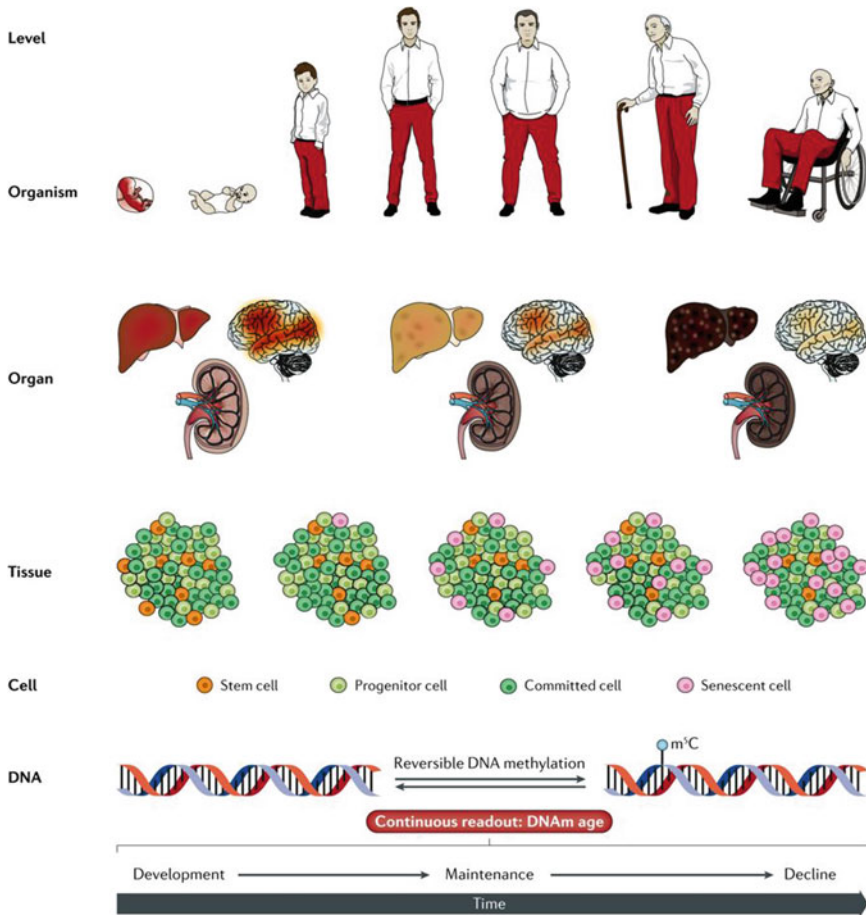 Level
Organism
Organ
Tissue
Cell
Stem cell
Progenitor cell
Committed cell
Senescent cell
DNA
Reversible DNA methylation
m⁵C
Continuous readout: DNAm age
Development
Maintenance
Decline
Time